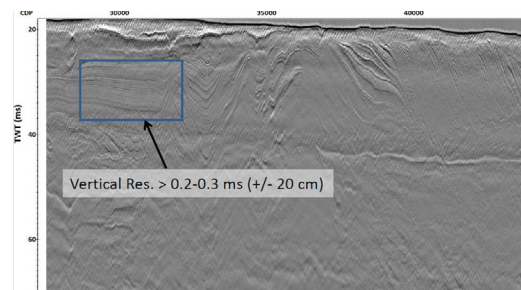 CDP 30000 35000 40000
20
TWT (ms)
40
Vertical Res. > 0.2-0.3 ms (+/- 20 cm)
60